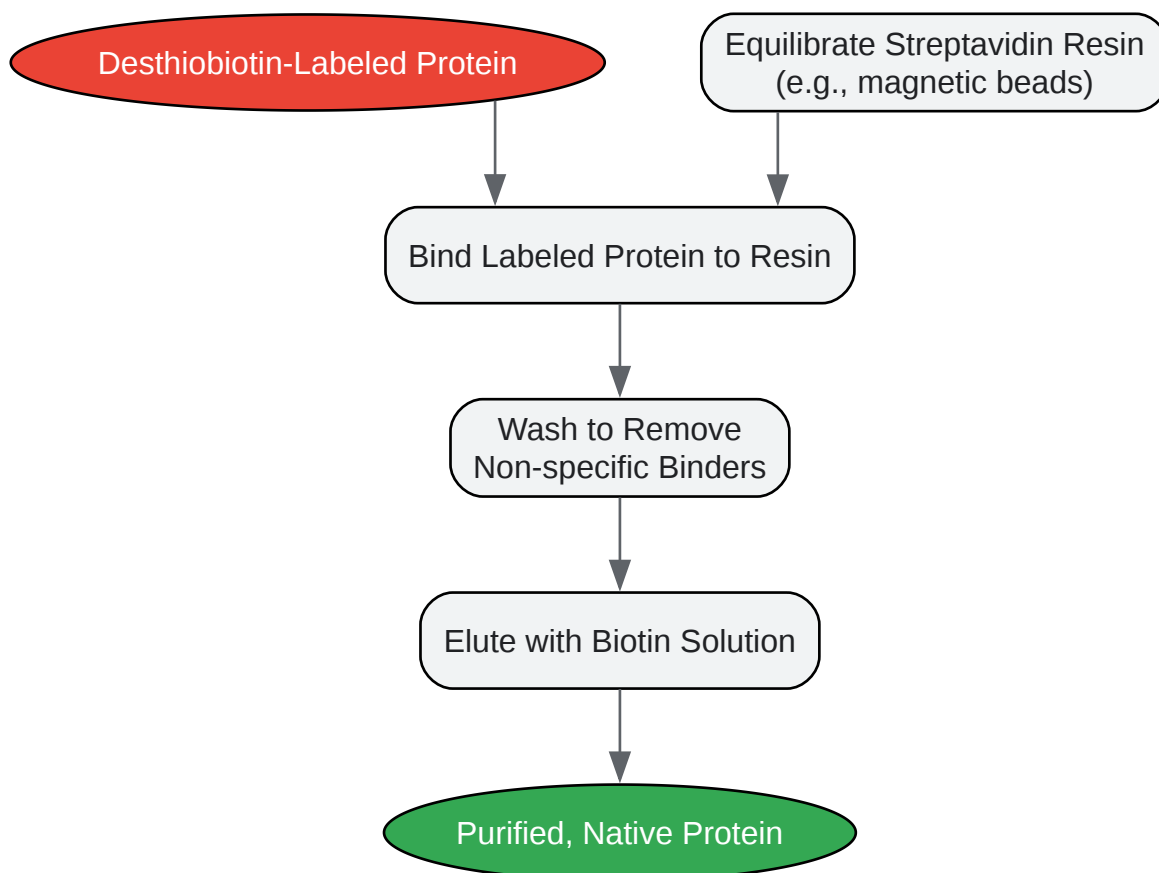 Desthiobiotin-Labeled Protein
Equilibrate Streptavidin Resin
(e.g., magnetic beads)
Bind Labeled Protein to Resin
Wash to Remove
Non-specific Binders
Elute with Biotin Solution
Purified, Native Protein